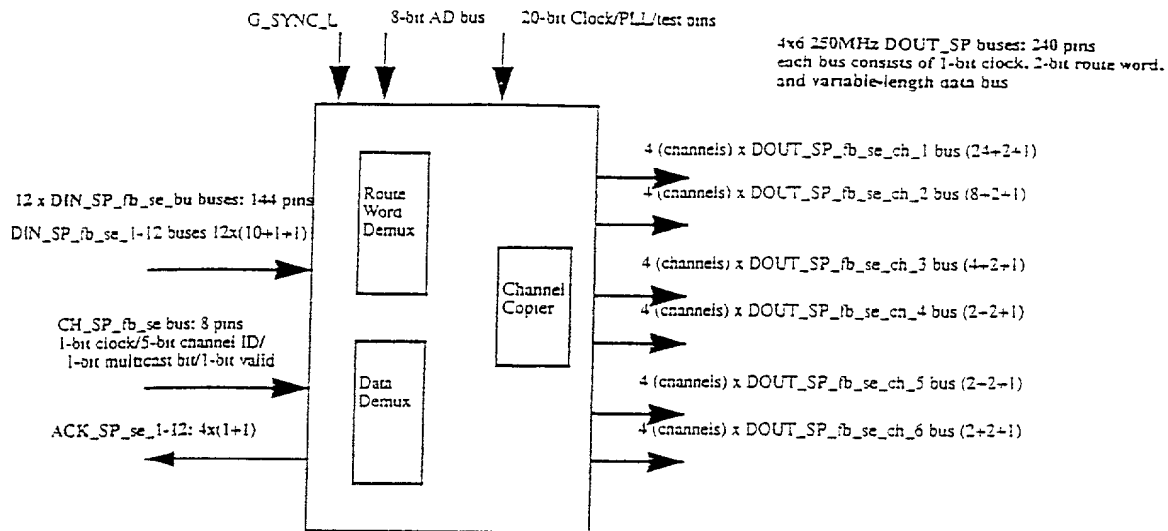 G_SYNC_L
8-bit AD bus
20-bit Clock/PLL/test pins
4x6 250MHz DOUT_SP buses: 240 pins
each bus consists of 1-bit clock, 2-bit route word,
and variable-length data bus
4 (channels) x DOUT_SP_fb_se_ch_1 bus (24+2+1)
Route
Word
Demux
12 x DIN_SP_fb_se_bu buses: 144 pins
4 (channels) x DOUT_SP_fb_se_ch_2 bus (8+2+1)
DIN_SP_fb_se_1-12 buses 12x(10+1+1)
4 (channels) x DOUT_SP_fb_se_ch_3 bus (4+2+1)
Channel
Copier
4 (channels) x DOUT_SP_fb_se_ch_4 bus (2+2+1)
CH_SP_fb_se bus: 8 pins
1-bit clock/5-bit channel ID/
1-bit multicast bit/1-bit valid
Data
Demux
4 (channels) x DOUT_SP_fb_se_ch_5 bus (2+2+1)
ACK_SP_se_1-12: 4x(1+1)
4 (channels) x DOUT_SP_fb_se_ch_6 bus (2+2+1)